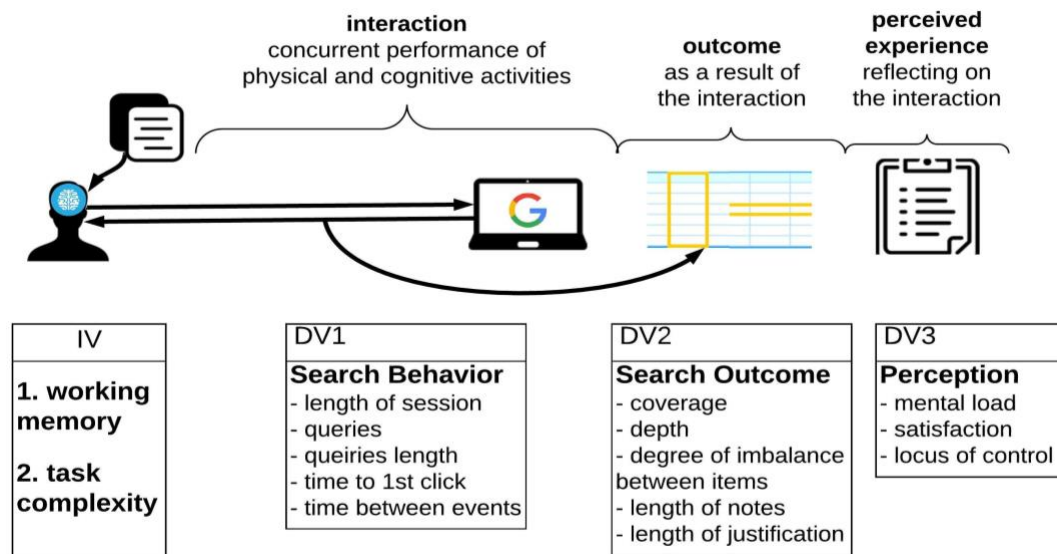 interaction
concurrent performance of
physical and cognitive activities
outcome
as a result of
the interaction
perceived
experience
reflecting on
the interaction
G
IV
1. working
memory
2. task
complexity
DV1
Search Behavior
- length of session
- queries
- queiries length
- time to 1st click
- time between events
DV2
Search Outcome
- coverage
- depth
- degree of imbalance
between items
- length of notes
- length of justification
DV3
Perception
- mental load
- satisfaction
- locus of control